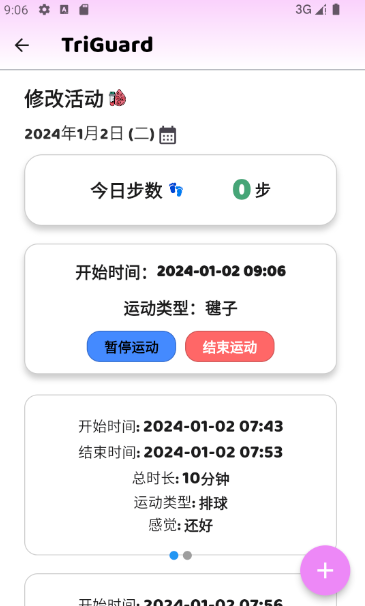 9:06
3G
TriGuard
修改活动
2024年1月2日 (二)
今日步数 0 步
开始时间: 2024-01-02 09:06
运动类型: 毽子
暂停运动 结束运动
开始时间: 2024-01-02 07:43
结束时间: 2024-01-02 07:53
总时长: 10分钟
运动类型: 排球
感觉: 还好
开始时间: 2024-01-02 07:56